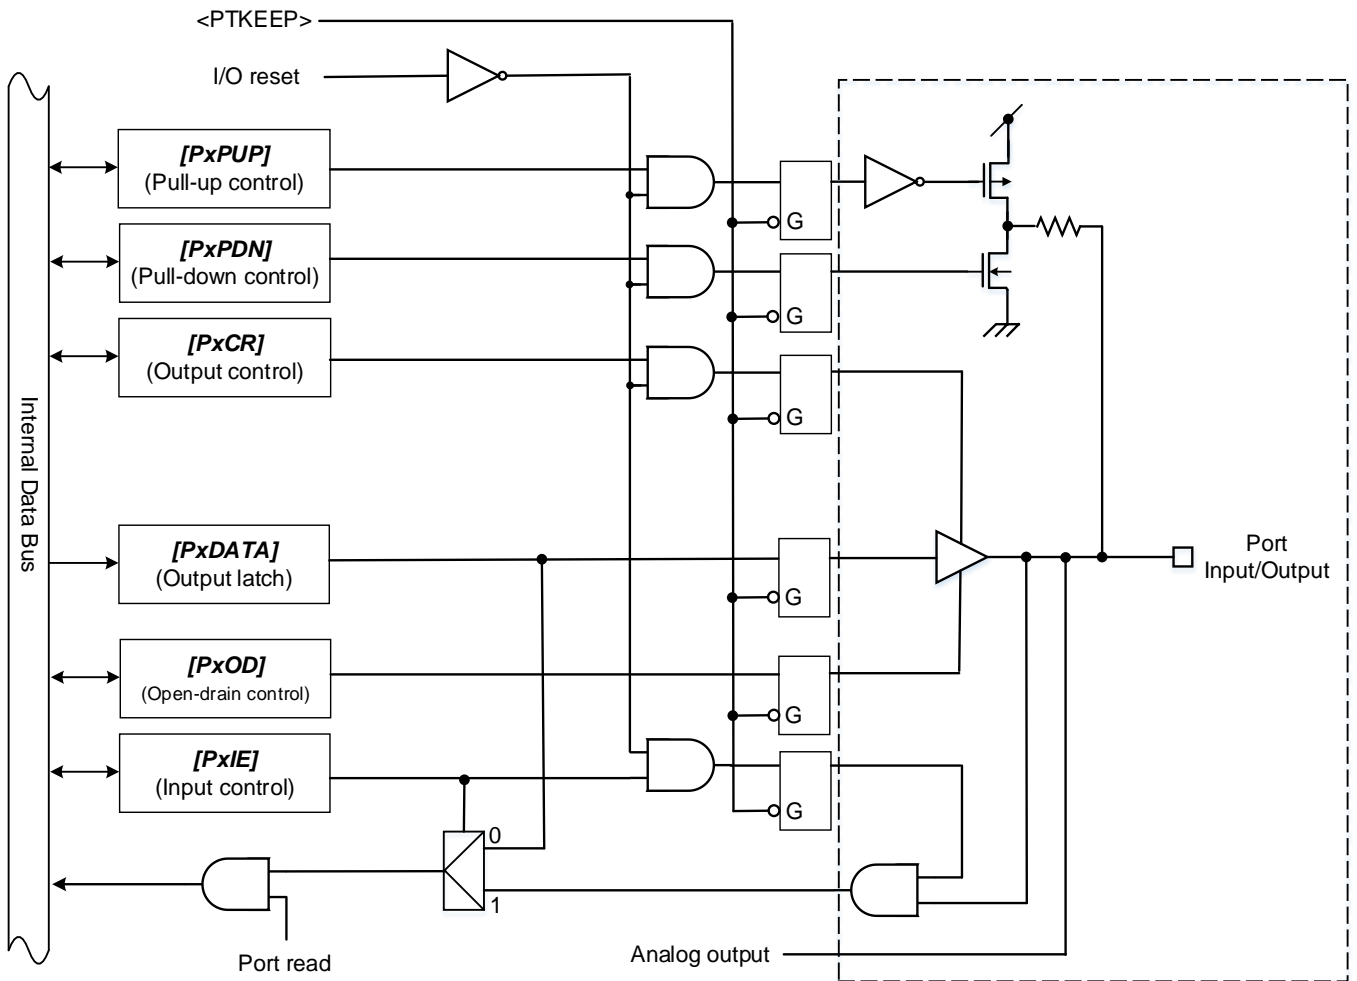 <PTKEEP>
I/O reset
[PxPUP]
(Pull-up control)
G
[PxPDN]
(Pull-down control)
G
[PxCR]
(Output control)
G
Internal Data Bus
[PxDATA]
(Output latch)
G
Port
Input/Output
[PxOD]
(Open-drain control)
G
[PxIE]
(Input control)
G
0
1
Port read
Analog output